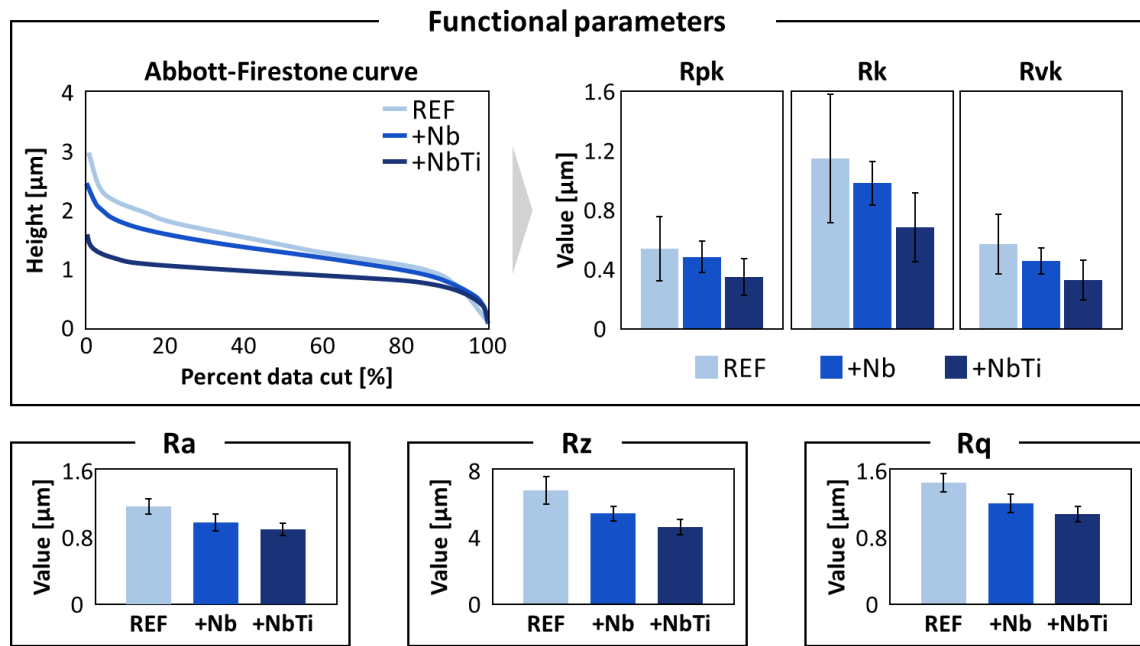 Functional parameters
Abbott-Firestone curve
4
3
2
1
0
Height [µm]
REF
+Nb
+NbTi
0 20 40 60 80 100
Percent data cut [%]
Rpk Rk Rvk
1.6
1.2
0.8
0.4
0
Value [µm]
REF +Nb +NbTi
Ra
1.6
0.8
0
Value [µm]
REF +Nb +NbTi
Rz
8
4
0
Value [µm]
REF +Nb +NbTi
Rq
1.6
0.8
0
Value [µm]
REF +Nb +NbTi